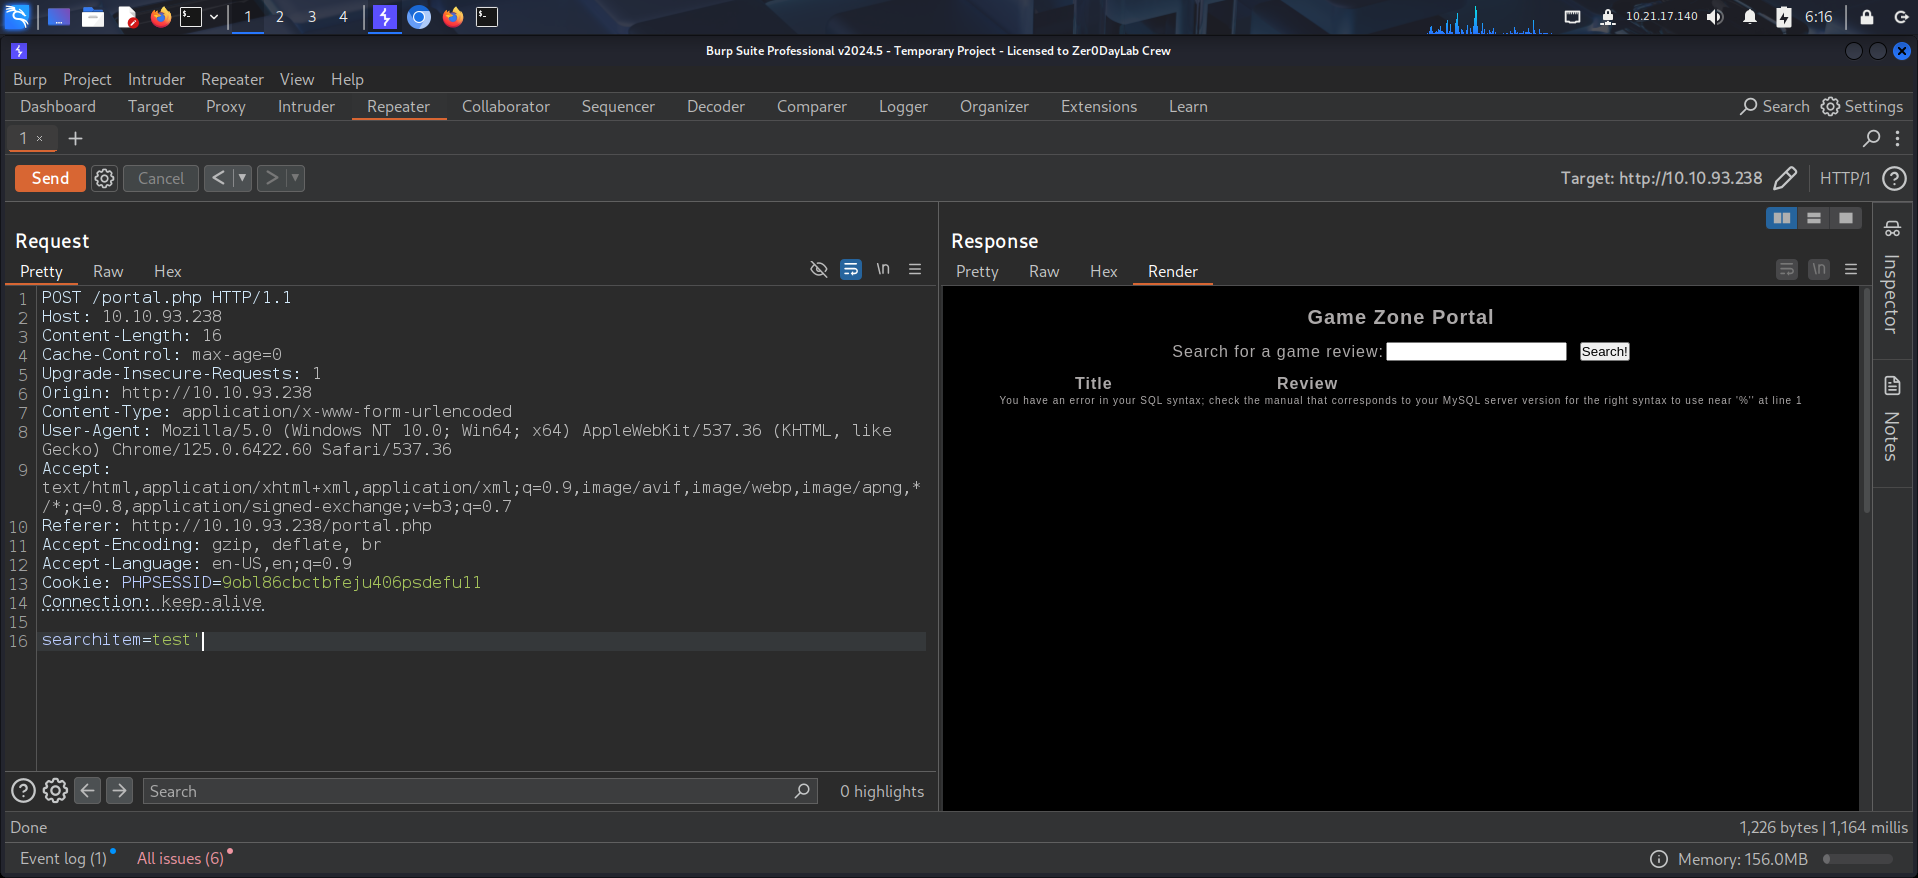 1 2 3 4 10.21.17.140 6:16
Burp Suite Professional v2024.5 - Temporary Project - Licensed to Zer0DayLab Crew
Burp Project Intruder Repeater View Help
Dashboard Target Proxy Intruder Repeater Collaborator Sequencer Decoder Comparer Logger Organizer Extensions Learn Search Settings
1 × +
Send Cancel < > Target: http://10.10.93.238 HTTP/1 ?
Request
Pretty Raw Hex \n
1 POST /portal.php HTTP/1.1
2 Host: 10.10.93.238
3 Content-Length: 16
4 Cache-Control: max-age=0
5 Upgrade-Insecure-Requests: 1
6 Origin: http://10.10.93.238
7 Content-Type: application/x-www-form-urlencoded
8 User-Agent: Mozilla/5.0 (Windows NT 10.0; Win64; x64) AppleWebKit/537.36 (KHTML, like
Gecko) Chrome/125.0.6422.60 Safari/537.36
9 Accept:
text/html,application/xhtml+xml,application/xml;q=0.9,image/avif,image/webp,image/apng,*
/*;q=0.8,application/signed-exchange;v=b3;q=0.7
10 Referer: http://10.10.93.238/portal.php
11 Accept-Encoding: gzip, deflate, br
12 Accept-Language: en-US,en;q=0.9
13 Cookie: PHPSESSID=9obl86cbctbfeju406psdefu11
14 Connection: keep-alive
15
16 searchitem=test'
? Search 0 highlights
Response
Pretty Raw Hex Render \n
Game Zone Portal
Search for a game review: Search!
Title Review
You have an error in your SQL syntax; check the manual that corresponds to your MySQL server version for the right syntax to use near '%'' at line 1
Inspector
Notes
Done 1,226 bytes | 1,164 millis
Event log (1) All issues (6) Memory: 156.0MB